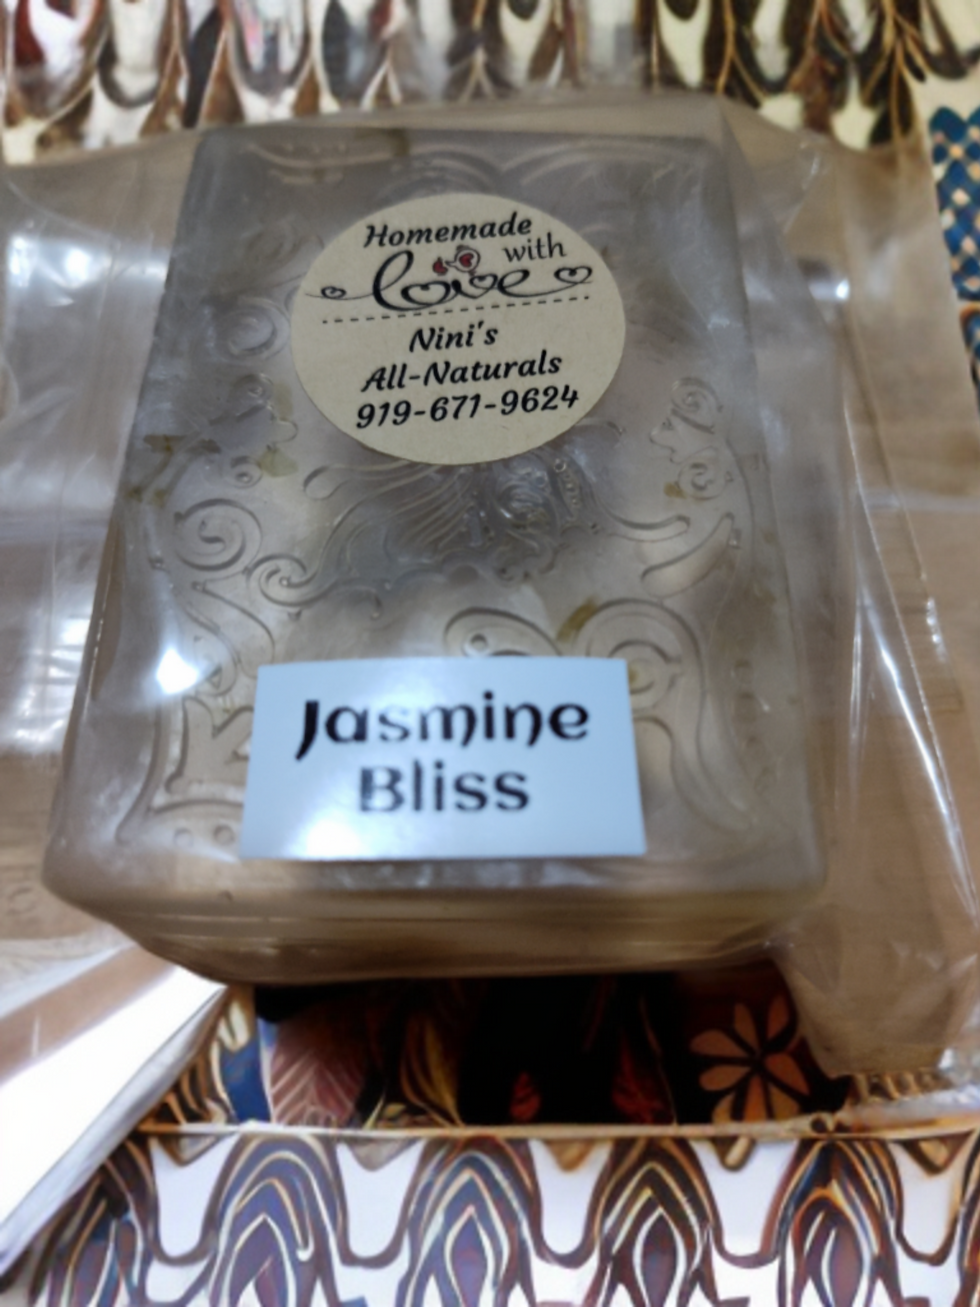 Homemade
with
love
Nini's
All-Naturals
919-671-9624
Jasmine
Bliss